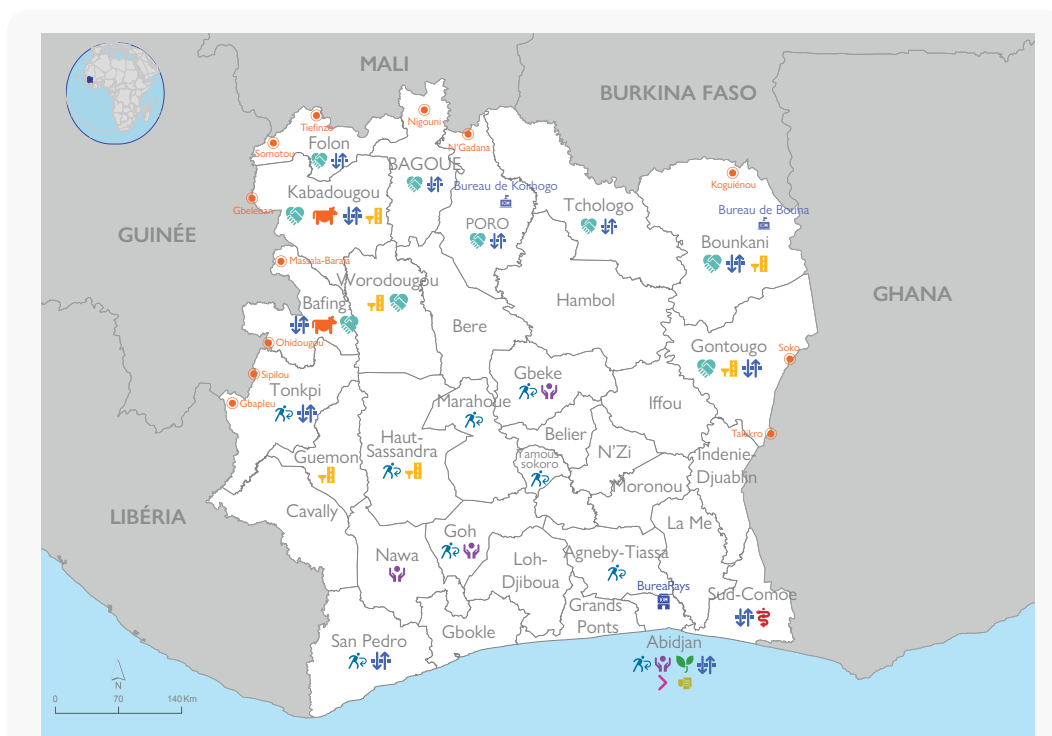 MALI
BURKINA FASO
Nigouni
Tiefinzo
N'Gadana
Folon
Somotou
BAGOUE
Koguiénou
Kabadougou
Bureau de Korhogo
Gbeleban
Tchologo
Bureau de Bouna
PORO
GUINÉE
Bounkani
Massala-Barala
Worodougou
GHANA
Bafing
Hambol
Bere
Ohidougou
Gontougo
Soko
Sipilou
Gbeke
Tonkpi
Gbapleu
Marahoue
Iffou
Takikro
Belier
Haut-
Sassandra
N'Zi
Yamous
sokoro
Indenie-
Djuablin
Guemon
Moronou
Cavally
LIBÉRIA
La Me
Goh
Nawa
Loh-
Djiboua
Agneby-Tiassa
BureaPays
Sud-Comoe
Grands
Ponts
Gbokle
San Pedro
Abidjan
N
0 70 140 Km